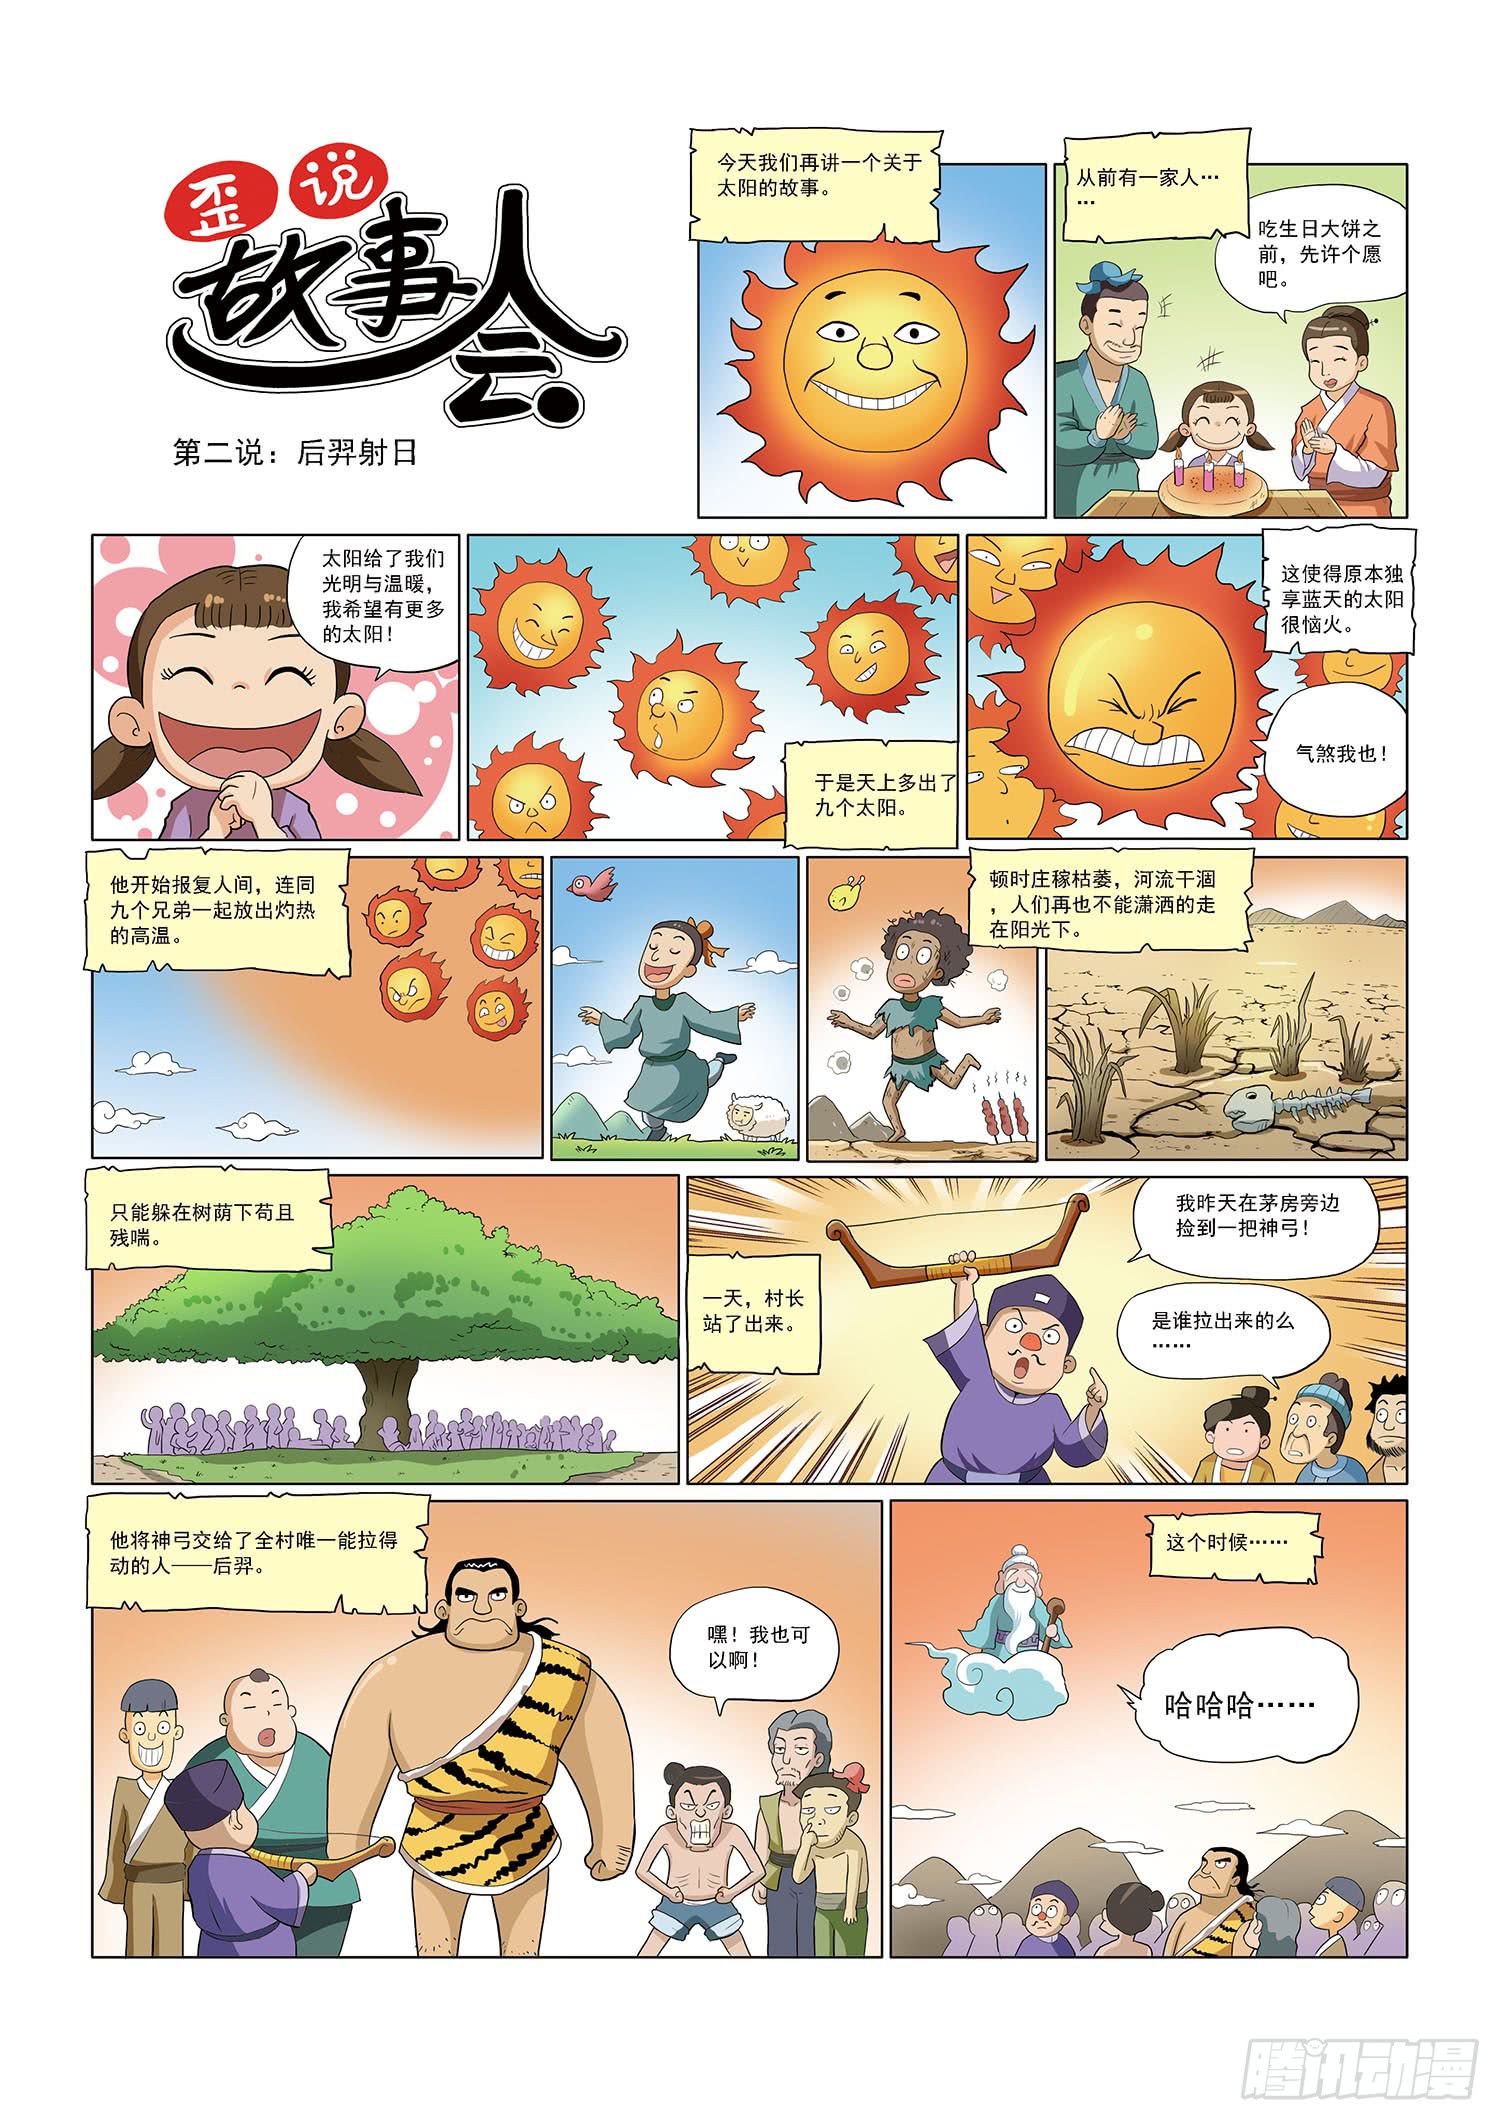 歪说
故事会
第二说：后羿射日
今天我们再讲一个关于
太阳的故事。
从前有一家人…
…
吃生日大饼之
前，先许个愿
吧。
太阳给了我们
光明与温暖，
我希望有更多
的太阳！
于是天上多出了
九个太阳。
这使得原本独
享蓝天的太阳
很恼火。
气煞我也！
他开始报复人间，连同
九个兄弟一起放出灼热
的高温。
顿时庄稼枯萎，河流干涸
，人们再也不能潇洒的走
在阳光下。
只能躲在树荫下苟且
残喘。
一天，村长
站了出来。
我昨天在茅房旁边
捡到一把神弓！
是谁拉出来的么
……
他将神弓交给了全村唯一能拉得
动的人——后羿。
嘿！我也可
以啊！
这个时候……
哈哈哈……
腾讯动漫